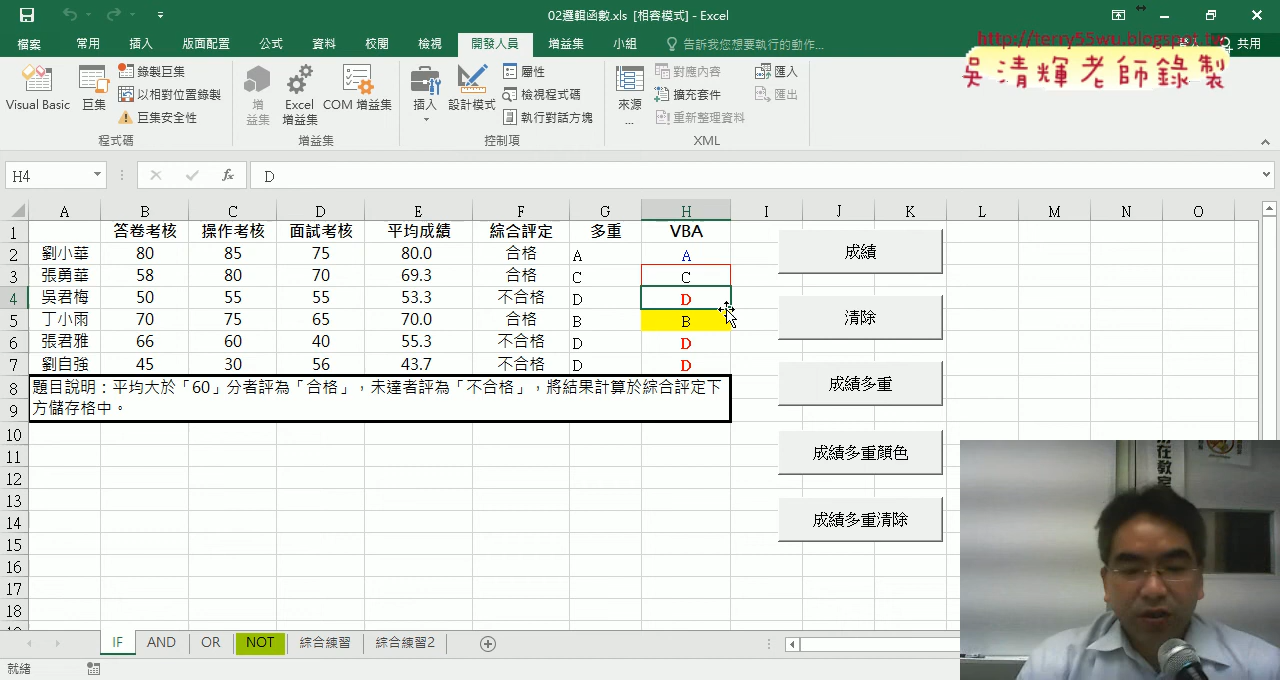 02邏輯函數.xls [相容模式] - Excel
檔案 常用 插入 版面配置 公式 資料 校閱 檢視 開發人員 增益集 小組 告訴我您想要執行的動作... 共用
http://terry55wu.blogspot.tw
吳清輝老師錄製
Visual Basic 巨集 錄製巨集 以相對位置錄製 巨集安全性 程式碼
增益集 Excel 增益集 COM 增益集 增益集
插入 設計模式 屬性 檢視程式碼 執行對話方塊 控制項
來源... 對應內容 擴充套件 重新整理資料 匯入 匯出 XML
H4 fx D
A B C D E F G H I J K L M N O
1 答卷考核 操作考核 面試考核 平均成績 綜合評定 多重 VBA
2 劉小華 80 85 75 80.0 合格 A A
3 張勇華 58 80 70 69.3 合格 C C
4 吳君梅 50 55 55 53.3 不合格 D D
5 丁小雨 70 75 65 70.0 合格 B B
6 張君雅 66 60 40 55.3 不合格 D D
7 劉自強 45 30 56 43.7 不合格 D D
8 題目說明：平均大於「60」分者評為「合格」，未達者評為「不合格」，將結果計算於綜合評定下
9 方儲存格中。
10
11
12
13
14
15
16
17
18
成績
清除
成績多重
成績多重顏色
成績多重清除
IF AND OR NOT 綜合練習 綜合練習2
就緒